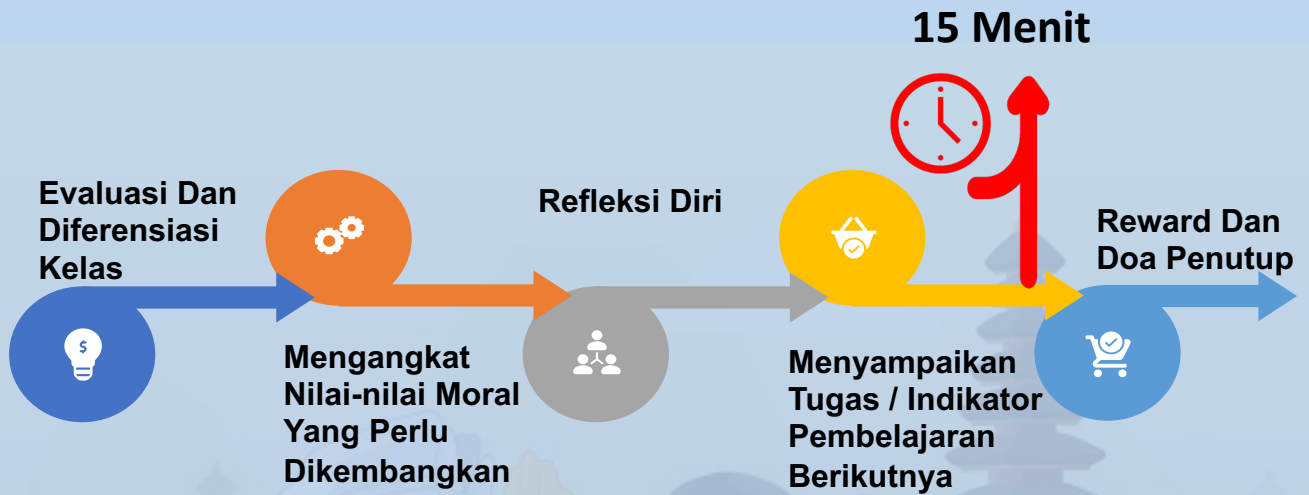 15 Menit
Evaluasi Dan
Diferensiasi
Kelas
Mengangkat
Nilai-nilai Moral
Yang Perlu
Dikembangkan
Refleksi Diri
Menyampaikan
Tugas / Indikator
Pembelajaran
Berikutnya
Reward Dan
Doa Penutup
$